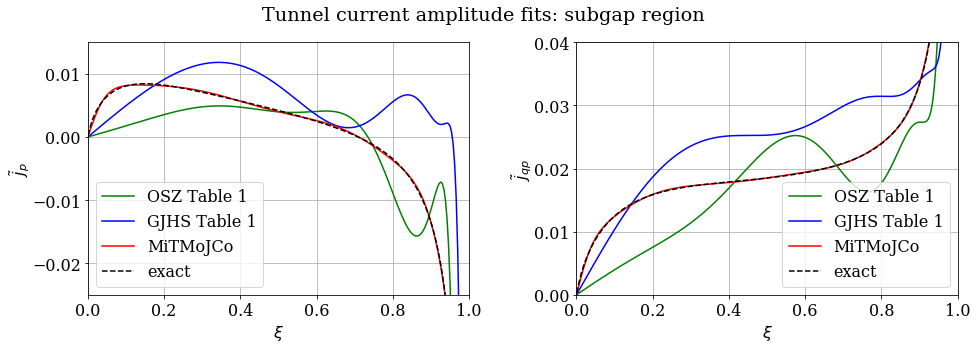 Tunnel current amplitude fits: subgap region
0.01
0.00
−0.01
−0.02
j̃_p
OSZ Table 1
GJHS Table 1
MiTMoJCo
exact
0.0 0.2 0.4 0.6 0.8 1.0
ξ
0.04
0.03
0.02
0.01
0.00
j̃_qp
OSZ Table 1
GJHS Table 1
MiTMoJCo
exact
0.0 0.2 0.4 0.6 0.8 1.0
ξ